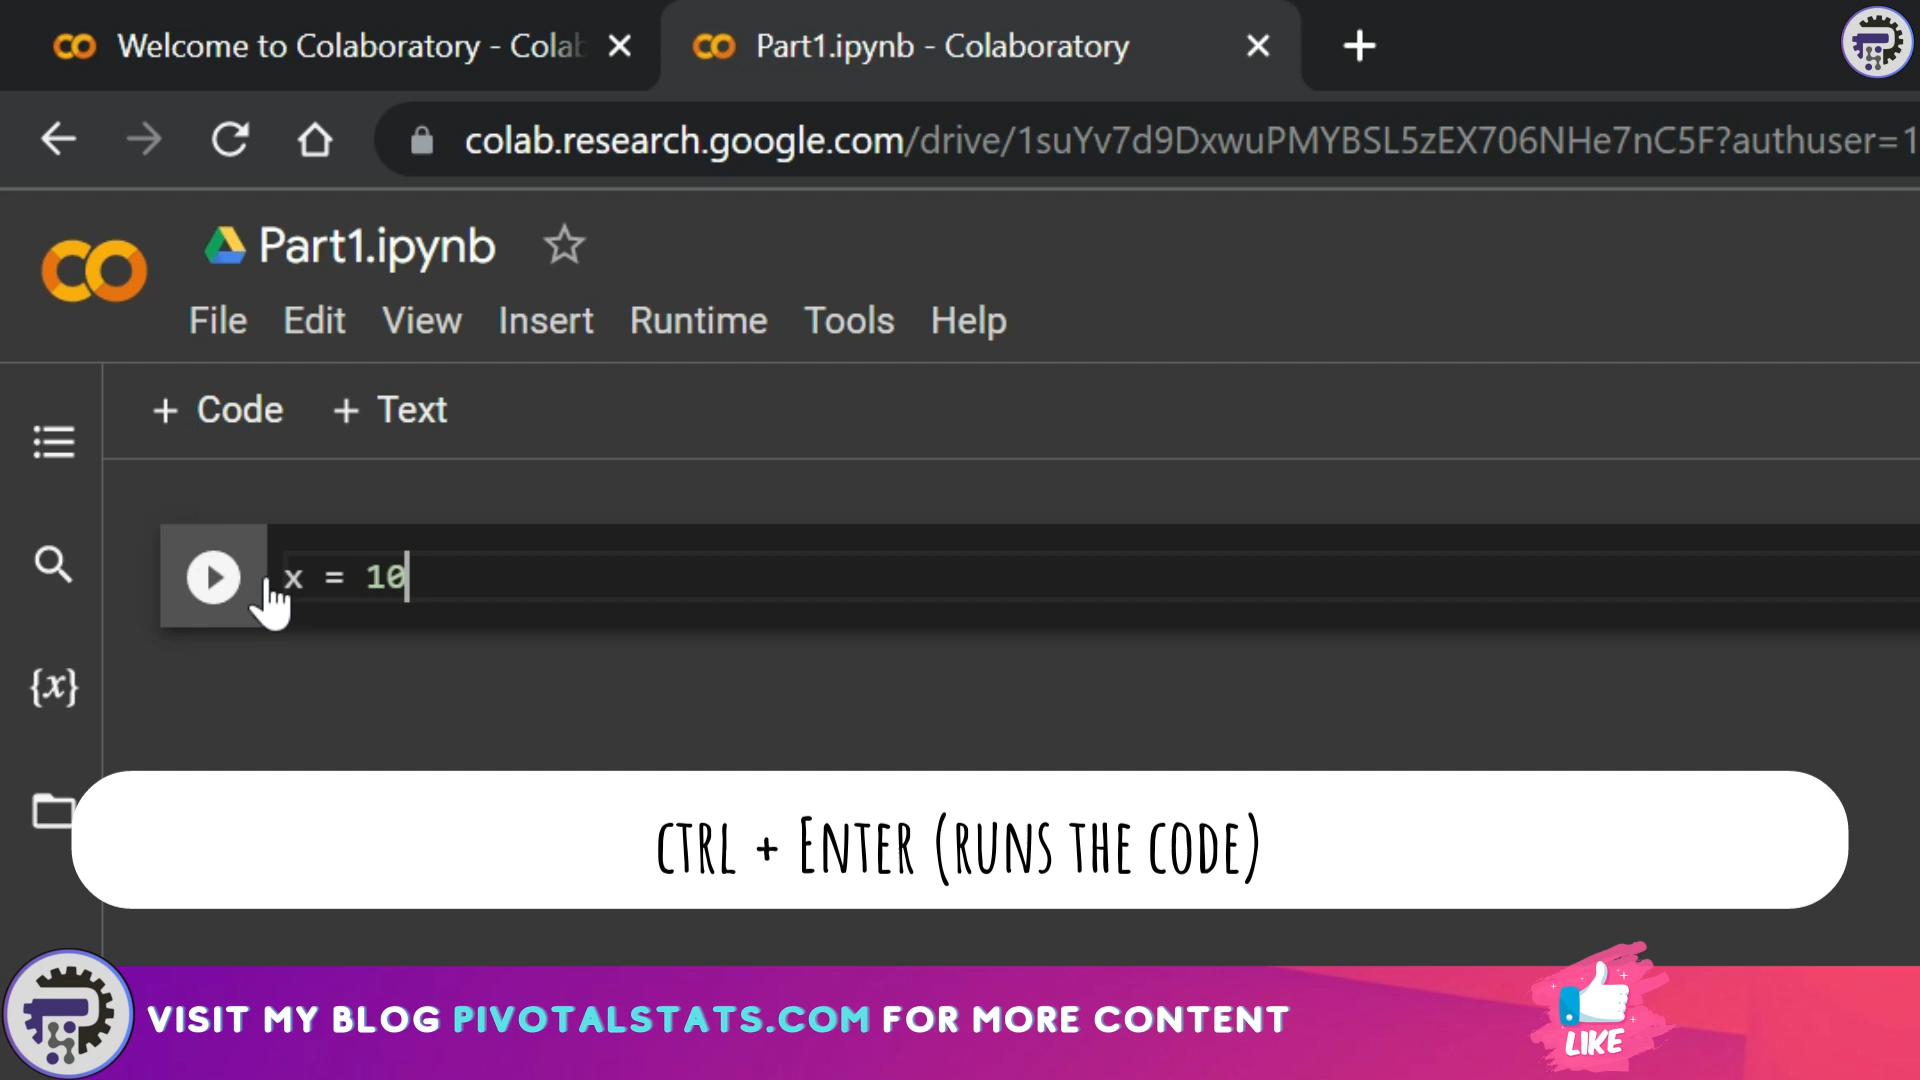 Welcome to Colaboratory - Colab
Part1.ipynb - Colaboratory
colab.research.google.com/drive/1suYv7d9DxwuPMYBSL5zEX706NHe7nC5F?authuser=1
CO
Part1.ipynb
File Edit View Insert Runtime Tools Help
+ Code + Text
x = 10
{x}
CTRL + ENTER (RUNS THE CODE)
VISIT MY BLOG PIVOTALSTATS.COM FOR MORE CONTENT
LIKE